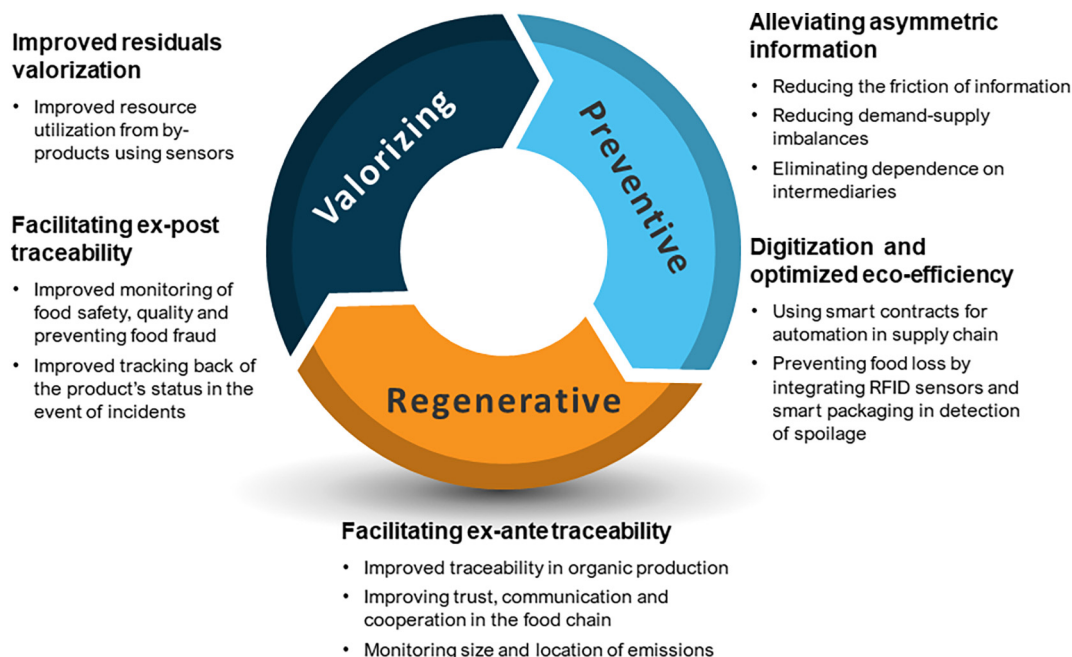 Improved residuals
valorization
• Improved resource
utilization from by-
products using sensors
Facilitating ex-post
traceability
• Improved monitoring of
food safety, quality and
preventing food fraud
• Improved tracking back of
the product's status in the
event of incidents
Valorizing
Preventive
Regenerative
Alleviating asymmetric
information
• Reducing the friction of information
• Reducing demand-supply
imbalances
• Eliminating dependence on
intermediaries
Digitization and
optimized eco-efficiency
• Using smart contracts for
automation in supply chain
• Preventing food loss by
integrating RFID sensors and
smart packaging in detection
of spoilage
Facilitating ex-ante traceability
• Improved traceability in organic production
• Improving trust, communication and
cooperation in the food chain
• Monitoring size and location of emissions